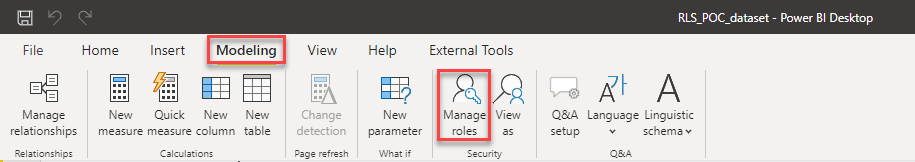 RLS_POC_dataset - Power BI Desktop
File Home Insert Modeling View Help External Tools
Manage relationships
New measure
Quick measure
New column
New table
Change detection
New parameter
Manage roles
View as
Q&A setup
Language
Linguistic schema
Relationships Calculations Page refresh What if Security Q&A